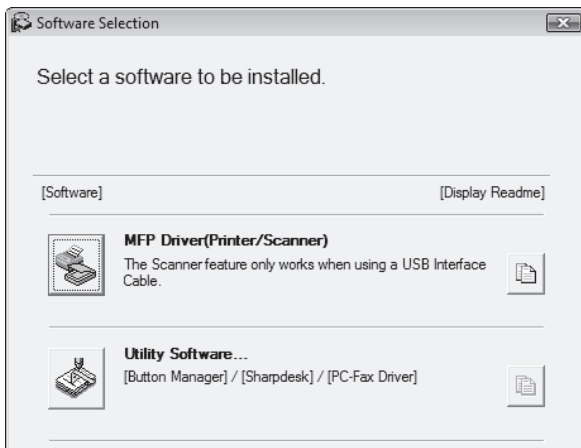 Software Selection
Select a software to be installed.
[Software] [Display Readme]
MFP Driver(Printer/Scanner)
The Scanner feature only works when using a USB Interface
Cable.
Utility Software...
[Button Manager] / [Sharpdesk] / [PC-Fax Driver]